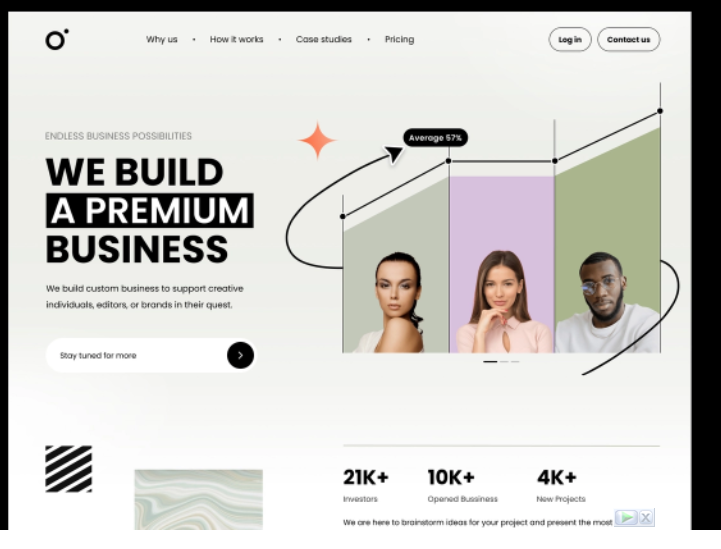 Why us • How it works • Case studies • Pricing
Log in
Contact us
ENDLESS BUSINESS POSSIBILITIES
WE BUILD
A PREMIUM
BUSINESS
We build custom business to support creative
individuals, editors, or brands in their quest.
Stay tuned for more
Average 57%
21K+
Investors
10K+
Opened Bussiness
4K+
New Projects
We are here to brainstorm ideas for your project and present the most